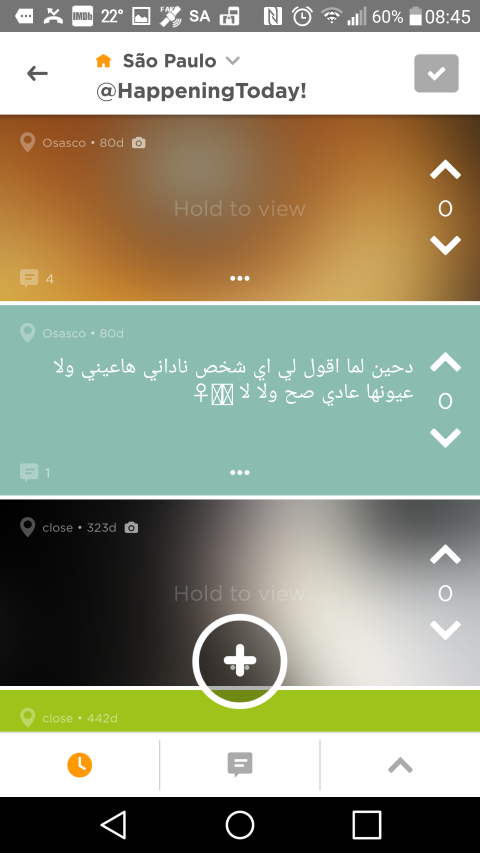 22° SA 60% 08:45
São Paulo
@HappeningToday!
Osasco • 80d
Hold to view
0
4
Osasco • 80d
دحين لما اقول لي اي شخص ناداني هاعيني ولا
عيونها عادي صح ولا لا ♀
0
1
close • 323d
Hold to view
0
close • 442d